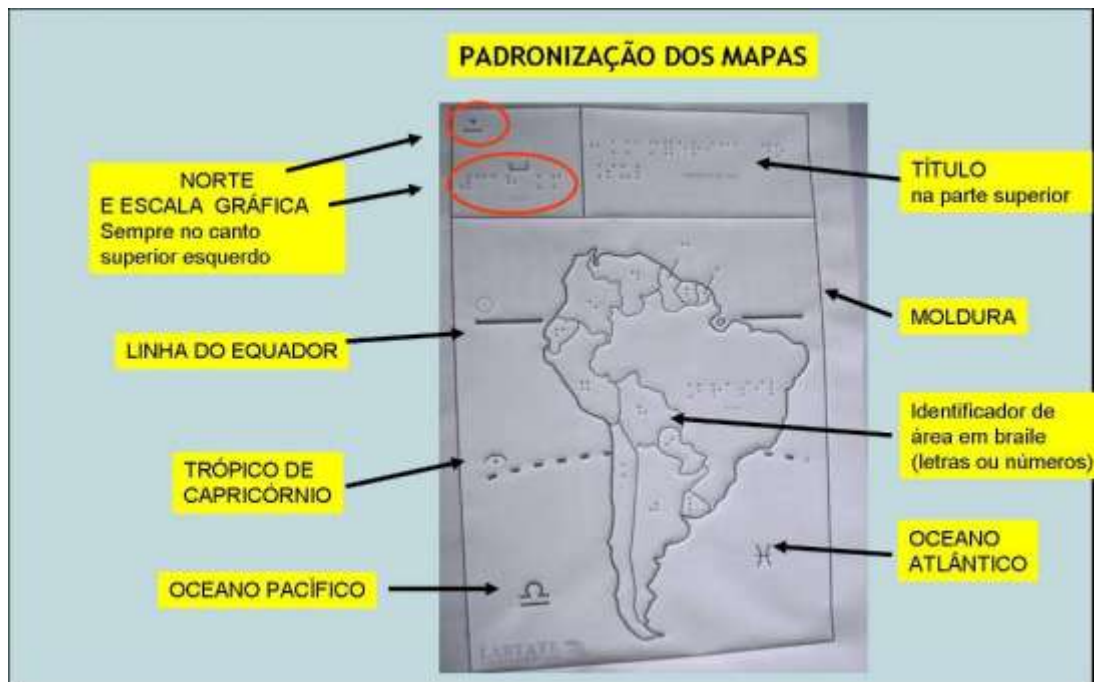 PADRONIZAÇÃO DOS MAPAS
NORTE
E ESCALA GRÁFICA
Sempre no canto
superior esquerdo
TÍTULO
na parte superior
MOLDURA
LINHA DO EQUADOR
Identificador de
área em braile
(letras ou números)
TRÓPICO DE
CAPRICÓRNIO
OCEANO
ATLÂNTICO
OCEANO PACÍFICO
LABTATE